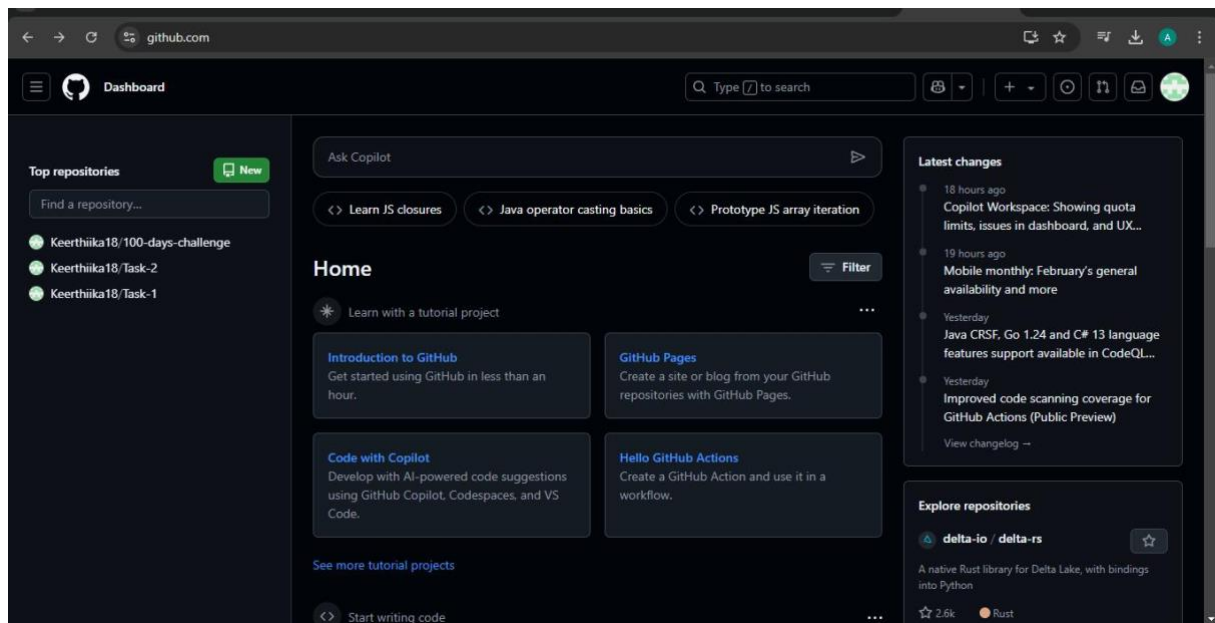 github.com
A
Dashboard
Type / to search
Top repositories
New
Find a repository...
Keerthiika18/100-days-challenge
Keerthiika18/Task-2
Keerthiika18/Task-1
Ask Copilot
Learn JS closures
Java operator casting basics
Prototype JS array iteration
Home
Filter
Learn with a tutorial project
Introduction to GitHub
Get started using GitHub in less than an
hour.
GitHub Pages
Create a site or blog from your GitHub
repositories with GitHub Pages.
Code with Copilot
Develop with AI-powered code suggestions
using GitHub Copilot, Codespaces, and VS
Code.
Hello GitHub Actions
Create a GitHub Action and use it in a
workflow.
See more tutorial projects
Start writing code
Latest changes
18 hours ago
Copilot Workspace: Showing quota
limits, issues in dashboard, and UX...
19 hours ago
Mobile monthly: February's general
availability and more
Yesterday
Java CRSF, Go 1.24 and C# 13 language
features support available in CodeQL...
Yesterday
Improved code scanning coverage for
GitHub Actions (Public Preview)
View changelog →
Explore repositories
delta-io / delta-rs
A native Rust library for Delta Lake, with bindings
into Python
2.6k
Rust